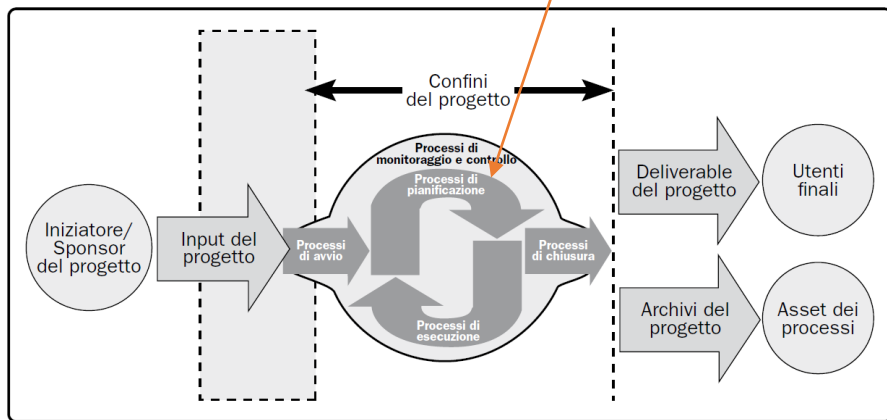 Confini
del progetto
Processi di
monitoraggio e controllo
Processi di
pianificazione
Iniziatore/
Sponsor
del progetto
Input del
progetto
Processi
di avvio
Processi
di chiusura
Processi di
esecuzione
Deliverable
del progetto
Utenti
finali
Archivi del
progetto
Asset dei
processi